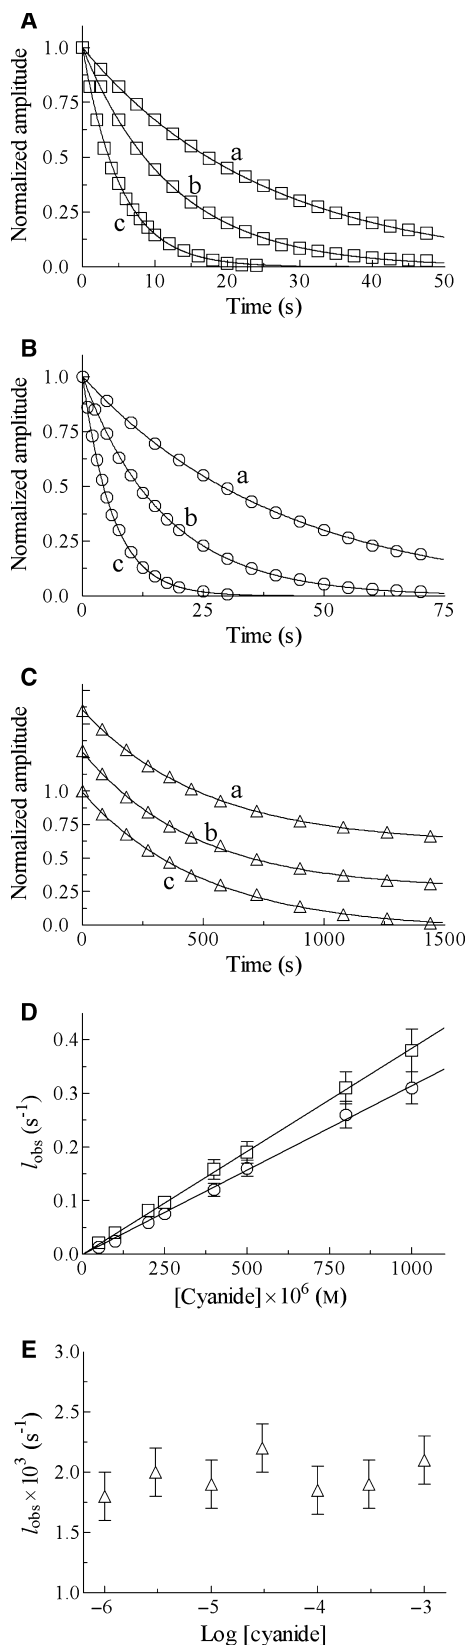 A
Normalized amplitude
1.0
0.75
0.5
0.25
0.0
a
b
c
0 10 20 30 40 50
Time (s)
B
Normalized amplitude
1.0
0.75
0.5
0.25
0.0
a
b
c
0 25 50 75
Time (s)
C
Normalized amplitude
1.0
0.75
0.5
0.25
0.0
a
b
c
0 500 1000 1500
Time (s)
D
l_obs (s⁻¹)
0.4
0.3
0.2
0.1
0.0
0 250 500 750 1000
[Cyanide]×10⁶ (M)
E
l_obs×10³ (s⁻¹)
3.0
2.5
2.0
1.5
1.0
−6 −5 −4 −3
Log [cyanide]